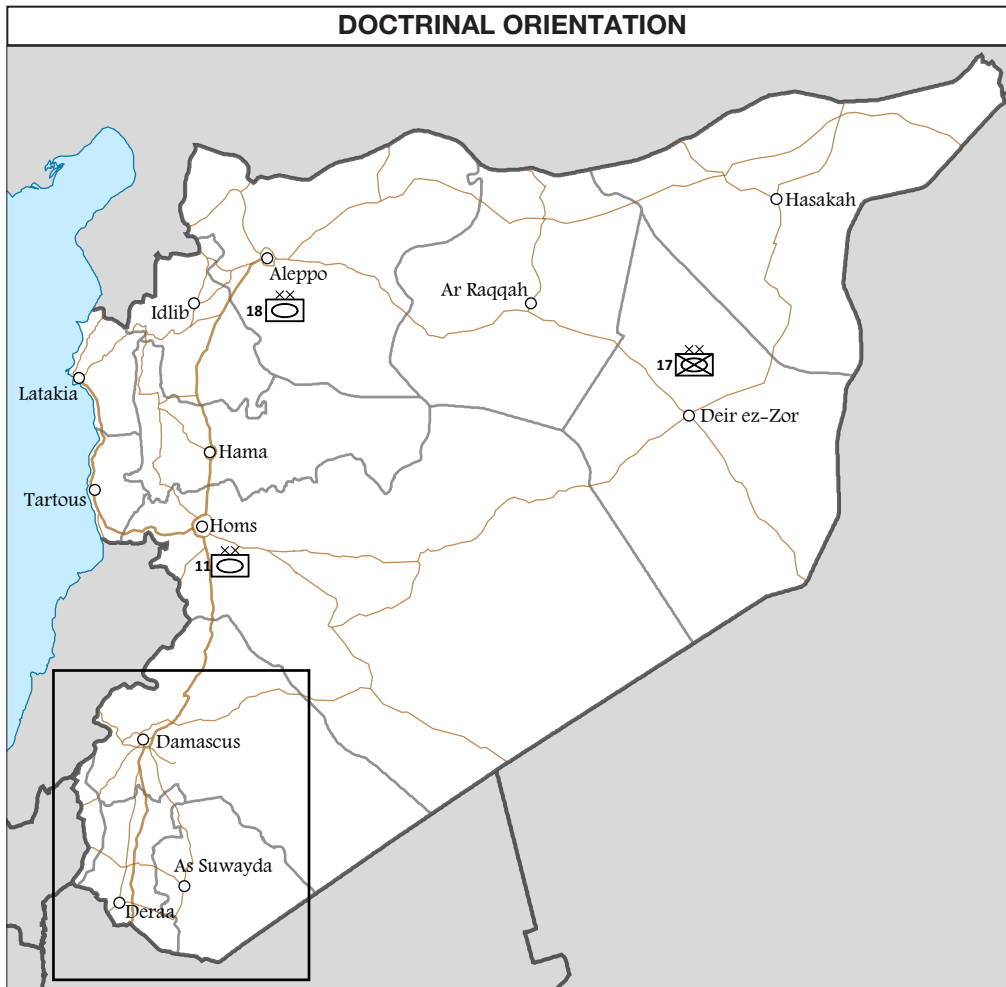 DOCTRINAL ORIENTATION
Hasakah
Aleppo
Ar Raqqah
Idlib
18
17
Latakia
Deir ez-Zor
Hama
Tartous
Homs
11
Damascus
As Suwayda
Deraa